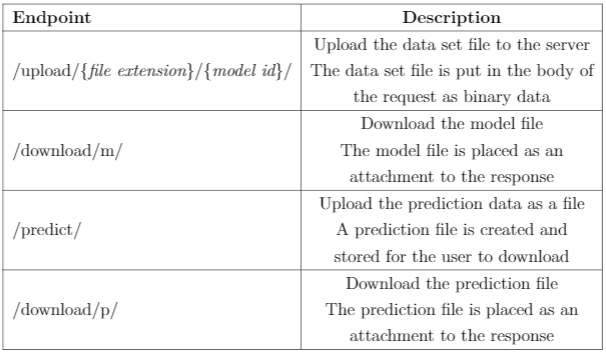 Endpoint Description
/upload/{file extension}/{model id}/
Upload the data set file to the server
The data set file is put in the body of
the request as binary data
/download/m/
Download the model file
The model file is placed as an
attachment to the response
/predict/
Upload the prediction data as a file
A prediction file is created and
stored for the user to download
/download/p/
Download the prediction file
The prediction file is placed as an
attachment to the response